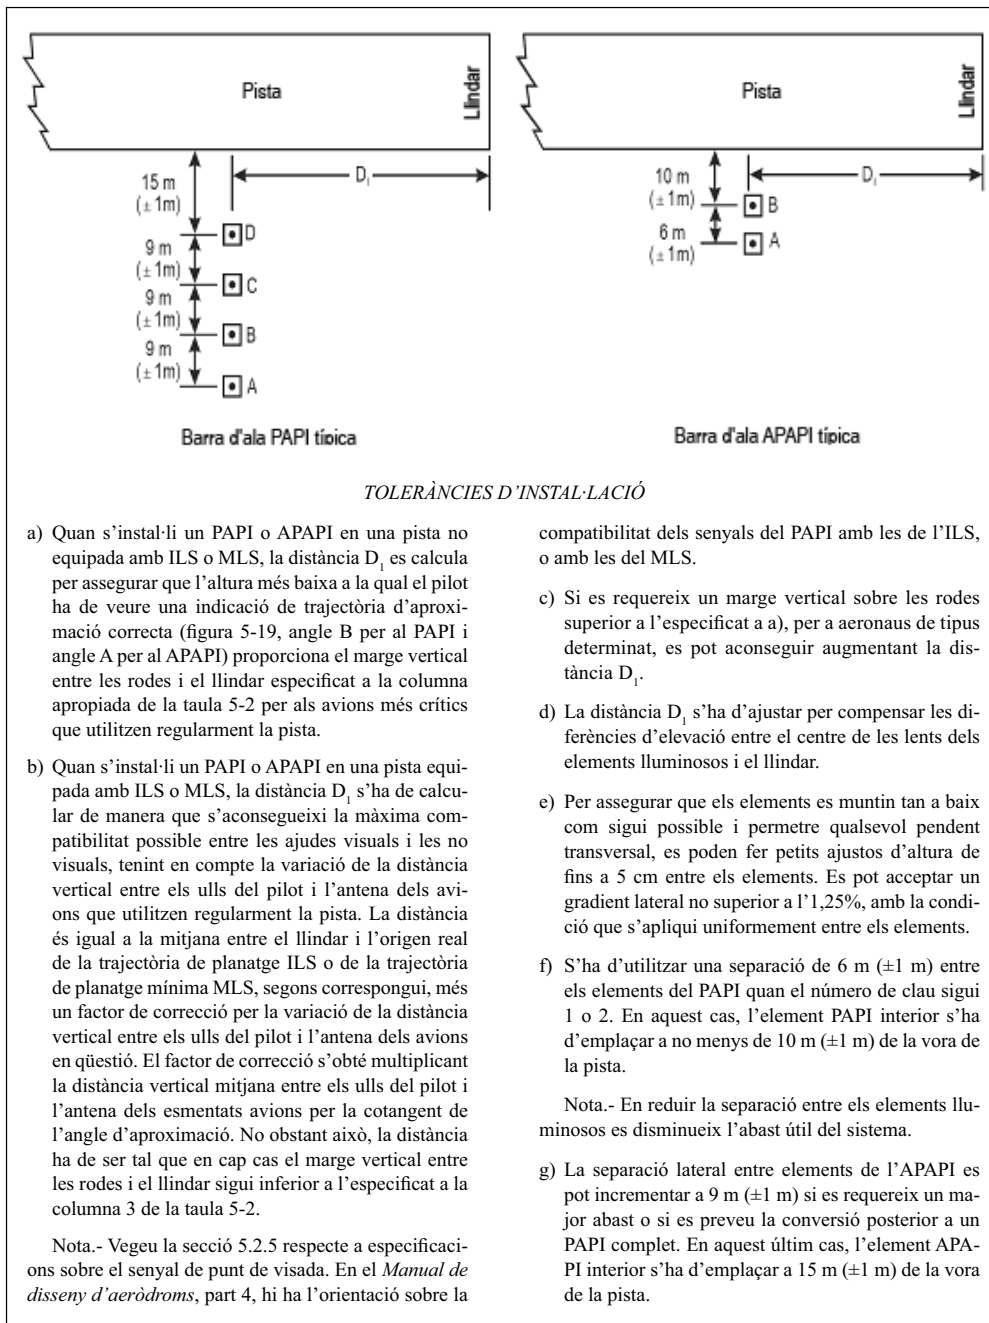 Pista
Llindar
D1
15 m
(±1m)
D
9 m
(±1m)
C
9 m
(±1m)
B
9 m
(±1m)
A
Barra d'ala PAPI típica
Pista
Llindar
D1
10 m
(±1m)
B
6 m
(±1m)
A
Barra d'ala APAPI típica
TOLERÀNCIES D’INSTAL·LACIÓ
a) Quan s’instal·li un PAPI o APAPI en una pista no
equipada amb ILS o MLS, la distància D1 es calcula
per assegurar que l’altura més baixa a la qual el pilot
ha de veure una indicació de trajectòria d’aproxi-
mació correcta (figura 5-19, angle B per al PAPI i
angle A per al APAPI) proporciona el marge vertical
entre les rodes i el llindar especificat a la columna
apropiada de la taula 5-2 per als avions més crítics
que utilitzen regularment la pista.
b) Quan s’instal·li un PAPI o APAPI en una pista equi-
pada amb ILS o MLS, la distància D1 s’ha de calcu-
lar de manera que s’aconsegueixi la màxima com-
patibilitat possible entre les ajudes visuals i les no
visuals, tenint en compte la variació de la distància
vertical entre els ulls del pilot i l’antena dels avi-
ons que utilitzen regularment la pista. La distància
és igual a la mitjana entre el llindar i l’origen real
de la trajectòria de planatge ILS o de la trajectòria
de planatge mínima MLS, segons correspongui, més
un factor de correcció per la variació de la distància
vertical entre els ulls del pilot i l’antena dels avions
en qüestió. El factor de correcció s’obté multiplicant
la distància vertical mitjana entre els ulls del pilot i
l’antena dels esmentats avions per la cotangent de
l’angle d’aproximació. No obstant això, la distància
ha de ser tal que en cap cas el marge vertical entre
les rodes i el llindar sigui inferior a l’especificat a la
columna 3 de la taula 5-2.
Nota.- Vegeu la secció 5.2.5 respecte a especificaci-
ons sobre el senyal de punt de visada. En el Manual de
disseny d’aeròdroms, part 4, hi ha l’orientació sobre la
compatibilitat dels senyals del PAPI amb les de l’ILS,
o amb les del MLS.
c) Si es requereix un marge vertical sobre les rodes
superior a l’especificat a a), per a aeronaus de tipus
determinat, es pot aconseguir augmentant la dis-
tància D1.
d) La distància D1 s’ha d’ajustar per compensar les di-
ferències d’elevació entre el centre de les lents dels
elements lluminosos i el llindar.
e) Per assegurar que els elements es muntin tan a baix
com sigui possible i permetre qualsevol pendent
transversal, es poden fer petits ajustos d’altura de
fins a 5 cm entre els elements. Es pot acceptar un
gradient lateral no superior a l’1,25%, amb la condi-
ció que s’apliqui uniformement entre els elements.
f) S’ha d’utilitzar una separació de 6 m (±1 m) entre
els elements del PAPI quan el número de clau sigui
1 o 2. En aquest cas, l’element PAPI interior s’ha
d’emplaçar a no menys de 10 m (±1 m) de la vora de
la pista.
Nota.- En reduir la separació entre els elements llu-
minosos es disminueix l’abast útil del sistema.
g) La separació lateral entre elements de l’APAPI es
pot incrementar a 9 m (±1 m) si es requereix un ma-
jor abast o si es preveu la conversió posterior a un
PAPI complet. En aquest últim cas, l’element APA-
PI interior s’ha d’emplaçar a 15 m (±1 m) de la vora
de la pista.